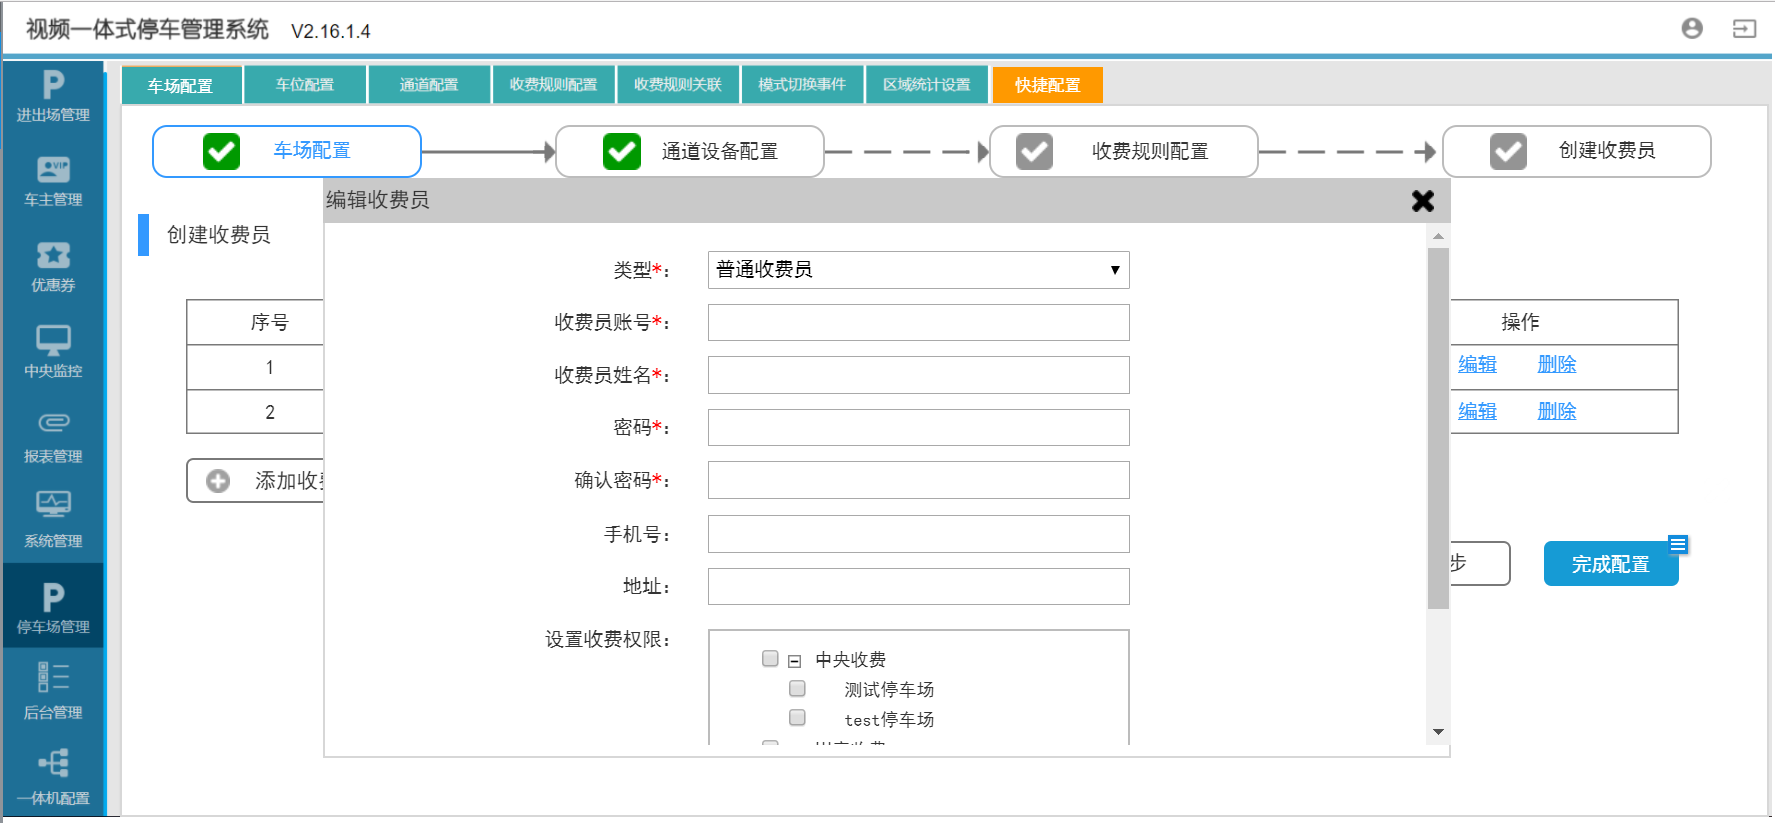 视频一体式停车管理系统 V2.16.1.4
进出场管理
车主管理
优惠券
中央监控
报表管理
系统管理
停车场管理
后台管理
一体机配置
车场配置 车位配置 通道配置 收费规则配置 收费规则关联 模式切换事件 区域统计设置 快捷配置
车场配置 通道设备配置 收费规则配置 创建收费员
创建收费员
序号 操作
1 编辑 删除
2 编辑 删除
添加收
步 完成配置
编辑收费员
类型*： 普通收费员
收费员账号*：
收费员姓名*：
密码*：
确认密码*：
手机号：
地址：
设置收费权限：
中央收费
测试停车场
test停车场